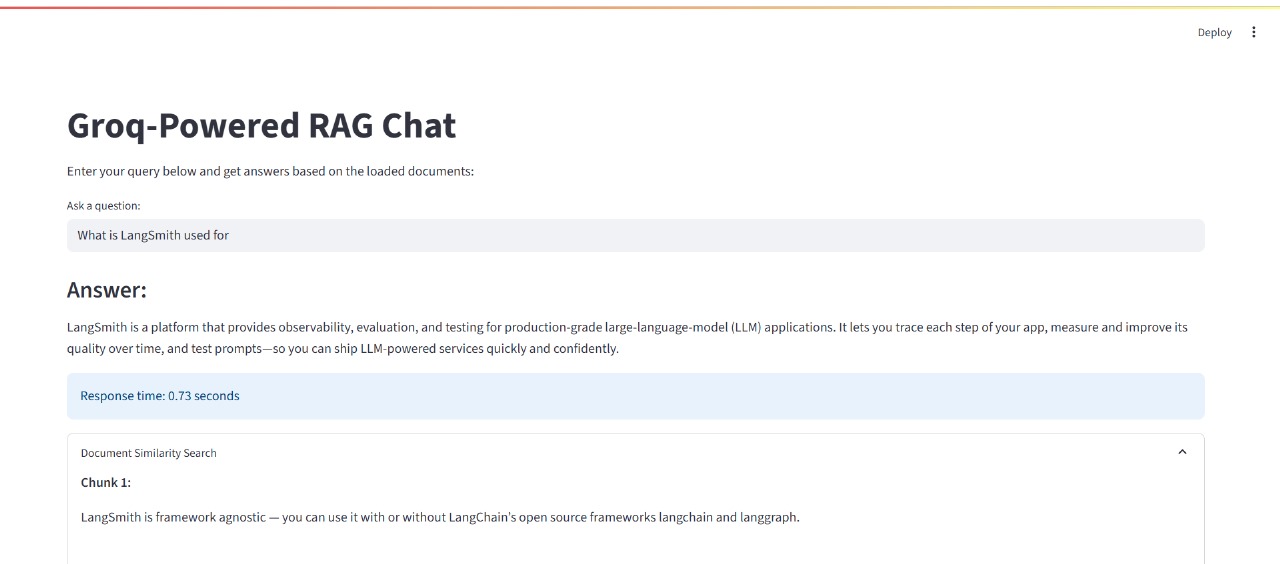 Deploy
Groq-Powered RAG Chat
Enter your query below and get answers based on the loaded documents:
Ask a question:
What is LangSmith used for
Answer:
LangSmith is a platform that provides observability, evaluation, and testing for production-grade large-language-model (LLM) applications. It lets you trace each step of your app, measure and improve its
quality over time, and test prompts—so you can ship LLM-powered services quickly and confidently.
Response time: 0.73 seconds
Document Similarity Search
Chunk 1:
LangSmith is framework agnostic — you can use it with or without LangChain’s open source frameworks langchain and langgraph.